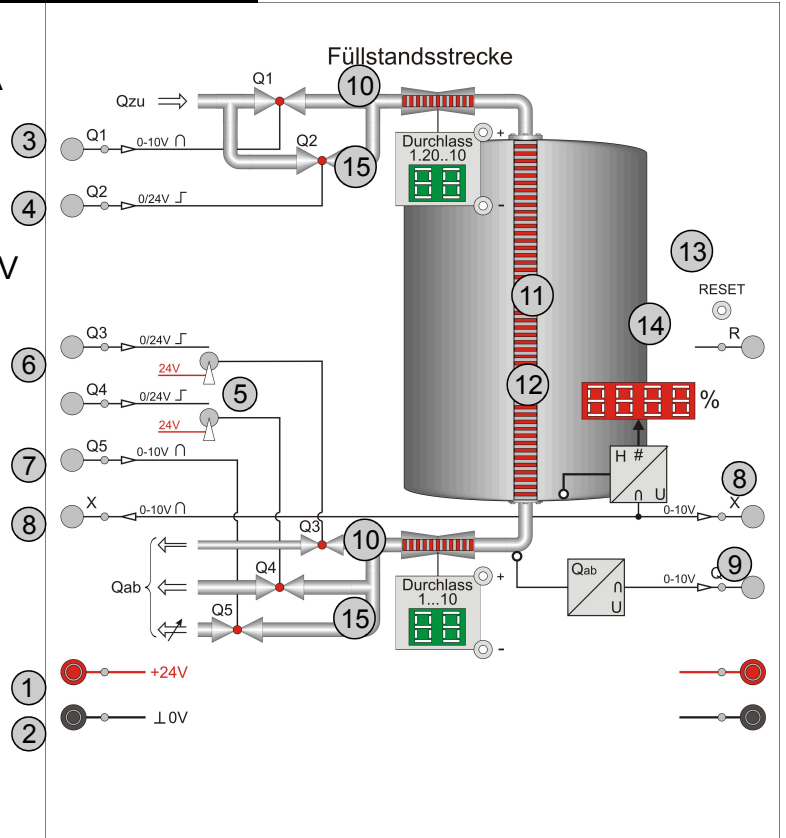 Füllstandsstrecke
A
Q1
10
Qzu
3
Q1
0-10V ∩
Q2
15
Durchlass
1.20..10
+
-
88
4
Q2
0/24V
V
13
RESET
11
14
R
Q3
0/24V
6
24V
12
5
Q4
0/24V
24V
8888 %
7
Q5
0-10V ∩
H #
∩ U
8
X
0-10V ∩
0-10V
8
X
Q3
10
Qab
Q4
Q5
15
Durchlass
1...10
+
-
88
Qab
∩
U
0-10V
9
Q
1
+24V
2
⊥ 0V